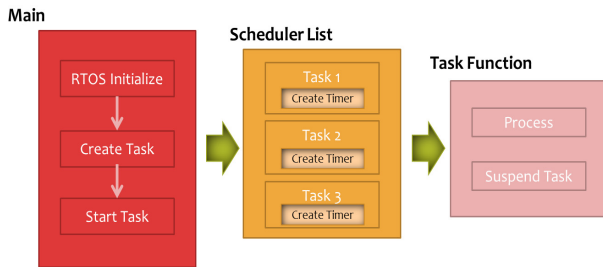 Main
RTOS Initialize
Create Task
Start Task
Scheduler List
Task 1
Create Timer
Task 2
Create Timer
Task 3
Create Timer
Task Function
Process
Suspend Task